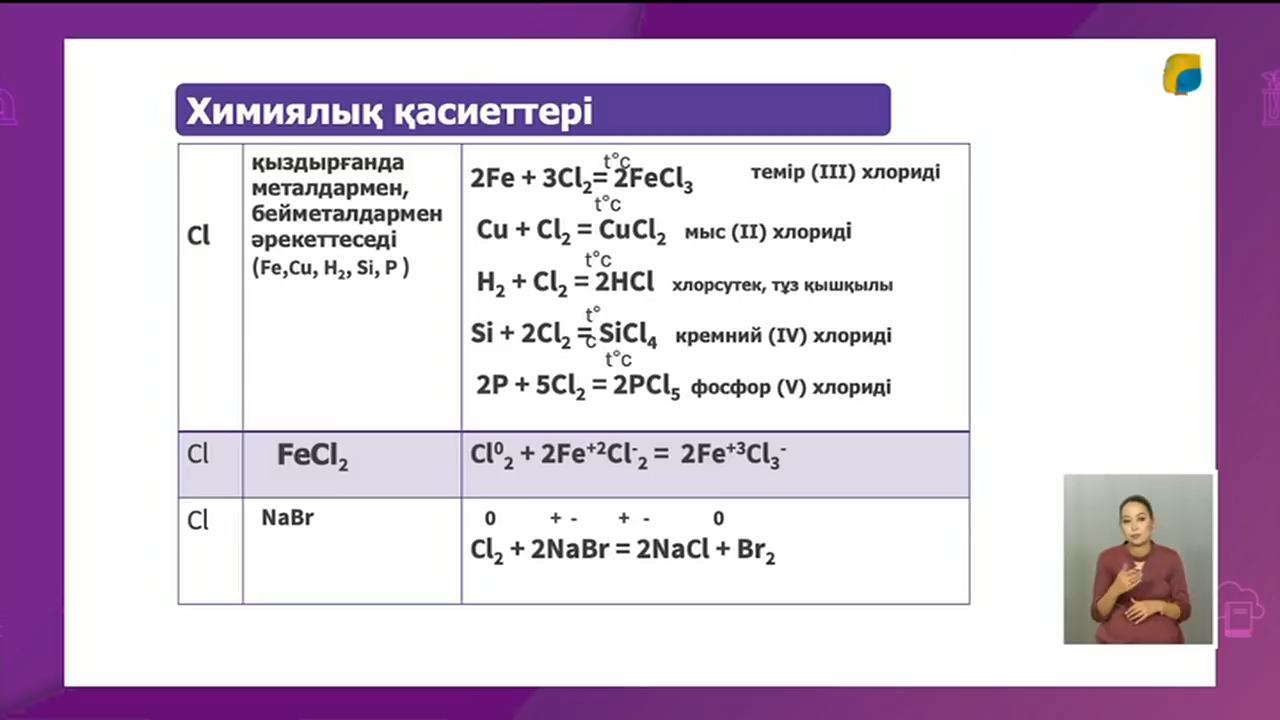 Химиялық қасиеттері
Cl
қыздырғанда
металдармен,
бейметалдармен
әрекеттеседі
(Fe,Cu, H₂, Si, P )
t°c
2Fe + 3Cl₂= 2FeCl₃ темір (III) хлориді
t°c
Cu + Cl₂ = CuCl₂ мыс (II) хлориді
t°c
H₂ + Cl₂ = 2HCl хлорсутек, тұз қышқылы
t°
c
Si + 2Cl₂ = SiCl₄ кремний (IV) хлориді
t°c
2P + 5Cl₂ = 2PCl₅ фосфор (V) хлориді
Cl FeCl₂ Cl⁰₂ + 2Fe⁺²Cl⁻₂ = 2Fe⁺³Cl₃⁻
Cl NaBr
0 + - + - 0
Cl₂ + 2NaBr = 2NaCl + Br₂